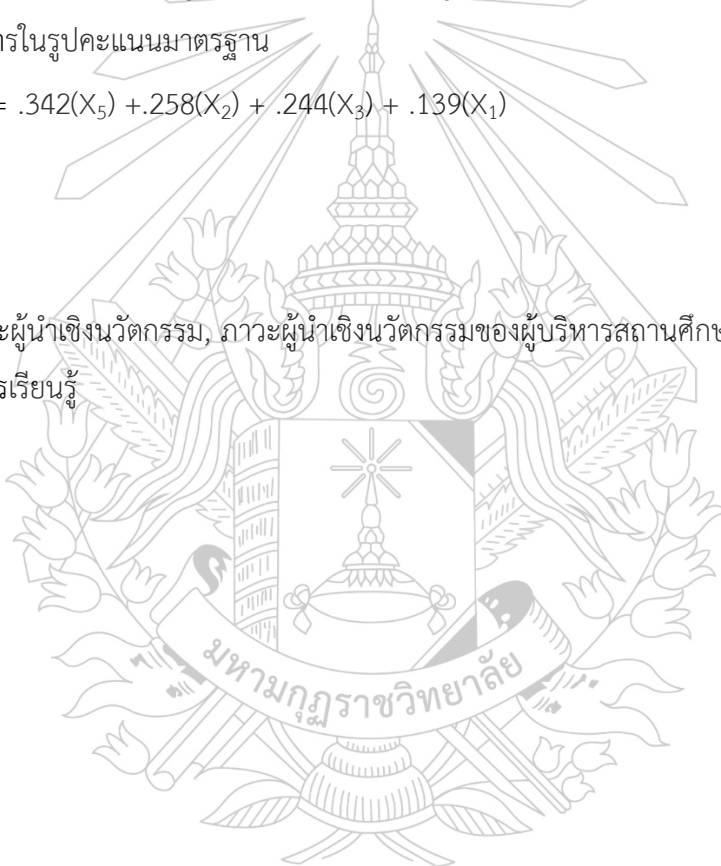 ารในรูปคะแนนมาตรฐาน
= .342(X₅) +.258(X₂) + .244(X₃) + .139(X₁)
ะผู้นำเชิงนวัตกรรม, ภาวะผู้นำเชิงนวัตกรรมของผู้บริหารสถานศึกษ
รเรียนรู้
มหามกุฏราชวิทยาลัย